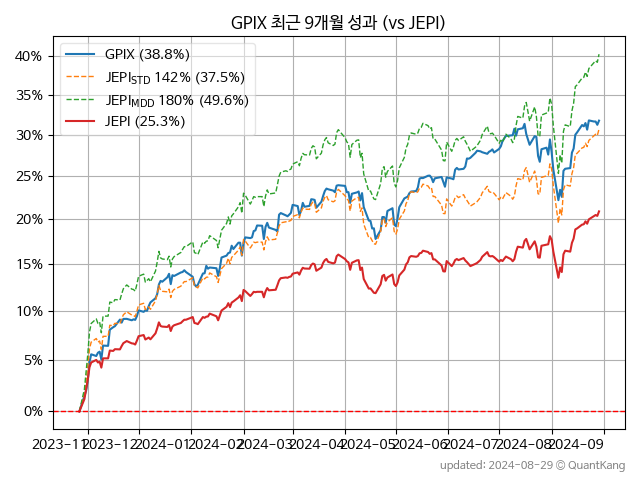 GPIX 최근 9개월 성과 (vs JEPI)
GPIX (38.8%)
JEPI_STD 142% (37.5%)
JEPI_MDD 180% (49.6%)
JEPI (25.3%)
40%
35%
30%
25%
20%
15%
10%
5%
0%
2023-11 2023-12 2024-01 2024-02 2024-03 2024-04 2024-05 2024-06 2024-07 2024-08 2024-09
updated: 2024-08-29 © QuantKang